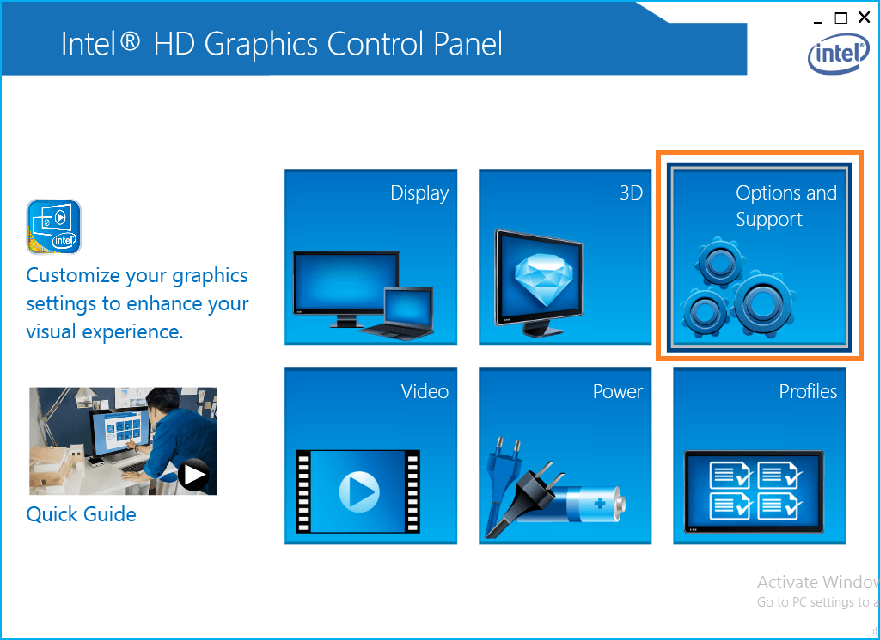 Intel® HD Graphics Control Panel
intel®
Display
3D
Options and
Support
intel
Customize your graphics
settings to enhance your
visual experience.
Video
Power
Profiles
Quick Guide
Activate Window
Go to PC settings to a